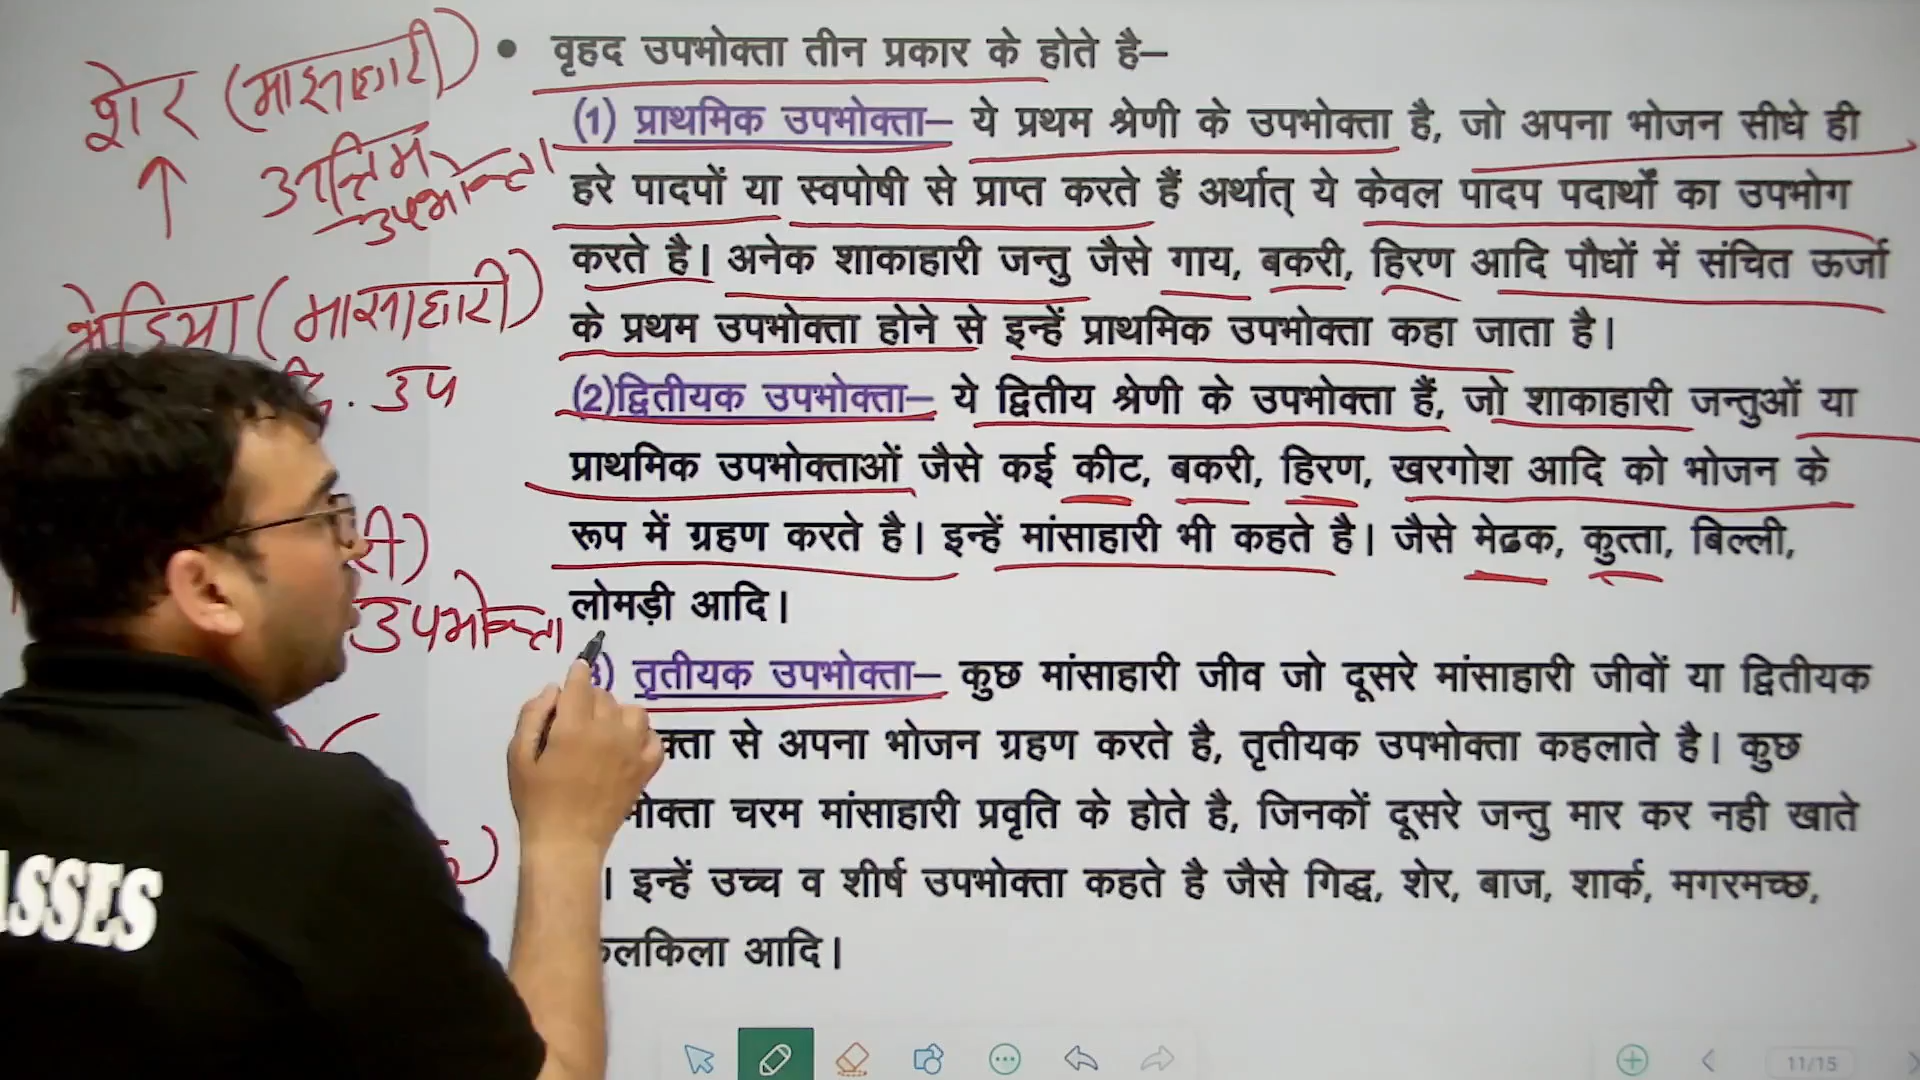 • वृहद उपभोक्ता तीन प्रकार के होते है–
(1) प्राथमिक उपभोक्ता– ये प्रथम श्रेणी के उपभोक्ता है, जो अपना भोजन सीधे ही
हरे पादपों या स्वपोषी से प्राप्त करते हैं अर्थात् ये केवल पादप पदार्थों का उपभोग
करते है। अनेक शाकाहारी जन्तु जैसे गाय, बकरी, हिरण आदि पौधों में संचित ऊर्जा
के प्रथम उपभोक्ता होने से इन्हें प्राथमिक उपभोक्ता कहा जाता है।
(2)द्वितीयक उपभोक्ता– ये द्वितीय श्रेणी के उपभोक्ता हैं, जो शाकाहारी जन्तुओं या
प्राथमिक उपभोक्ताओं जैसे कई कीट, बकरी, हिरण, खरगोश आदि को भोजन के
रूप में ग्रहण करते है। इन्हें मांसाहारी भी कहते है। जैसे मेढक, कुत्ता, बिल्ली,
लोमड़ी आदि।
तृतीयक उपभोक्ता– कुछ मांसाहारी जीव जो दूसरे मांसाहारी जीवों या द्वितीयक
से अपना भोजन ग्रहण करते है, तृतीयक उपभोक्ता कहलाते है। कुछ
चरम मांसाहारी प्रवृति के होते है, जिनकों दूसरे जन्तु मार कर नही खाते
। इन्हें उच्च व शीर्ष उपभोक्ता कहते है जैसे गिद्ध, शेर, बाज, शार्क, मगरमच्छ,
आदि।
शेर (मासाहारी)
अन्तिम
उपभोक्ता
भेडिया (मासाहारी)
द्वि. उप
उपभोक्ता
ASSES
11/15